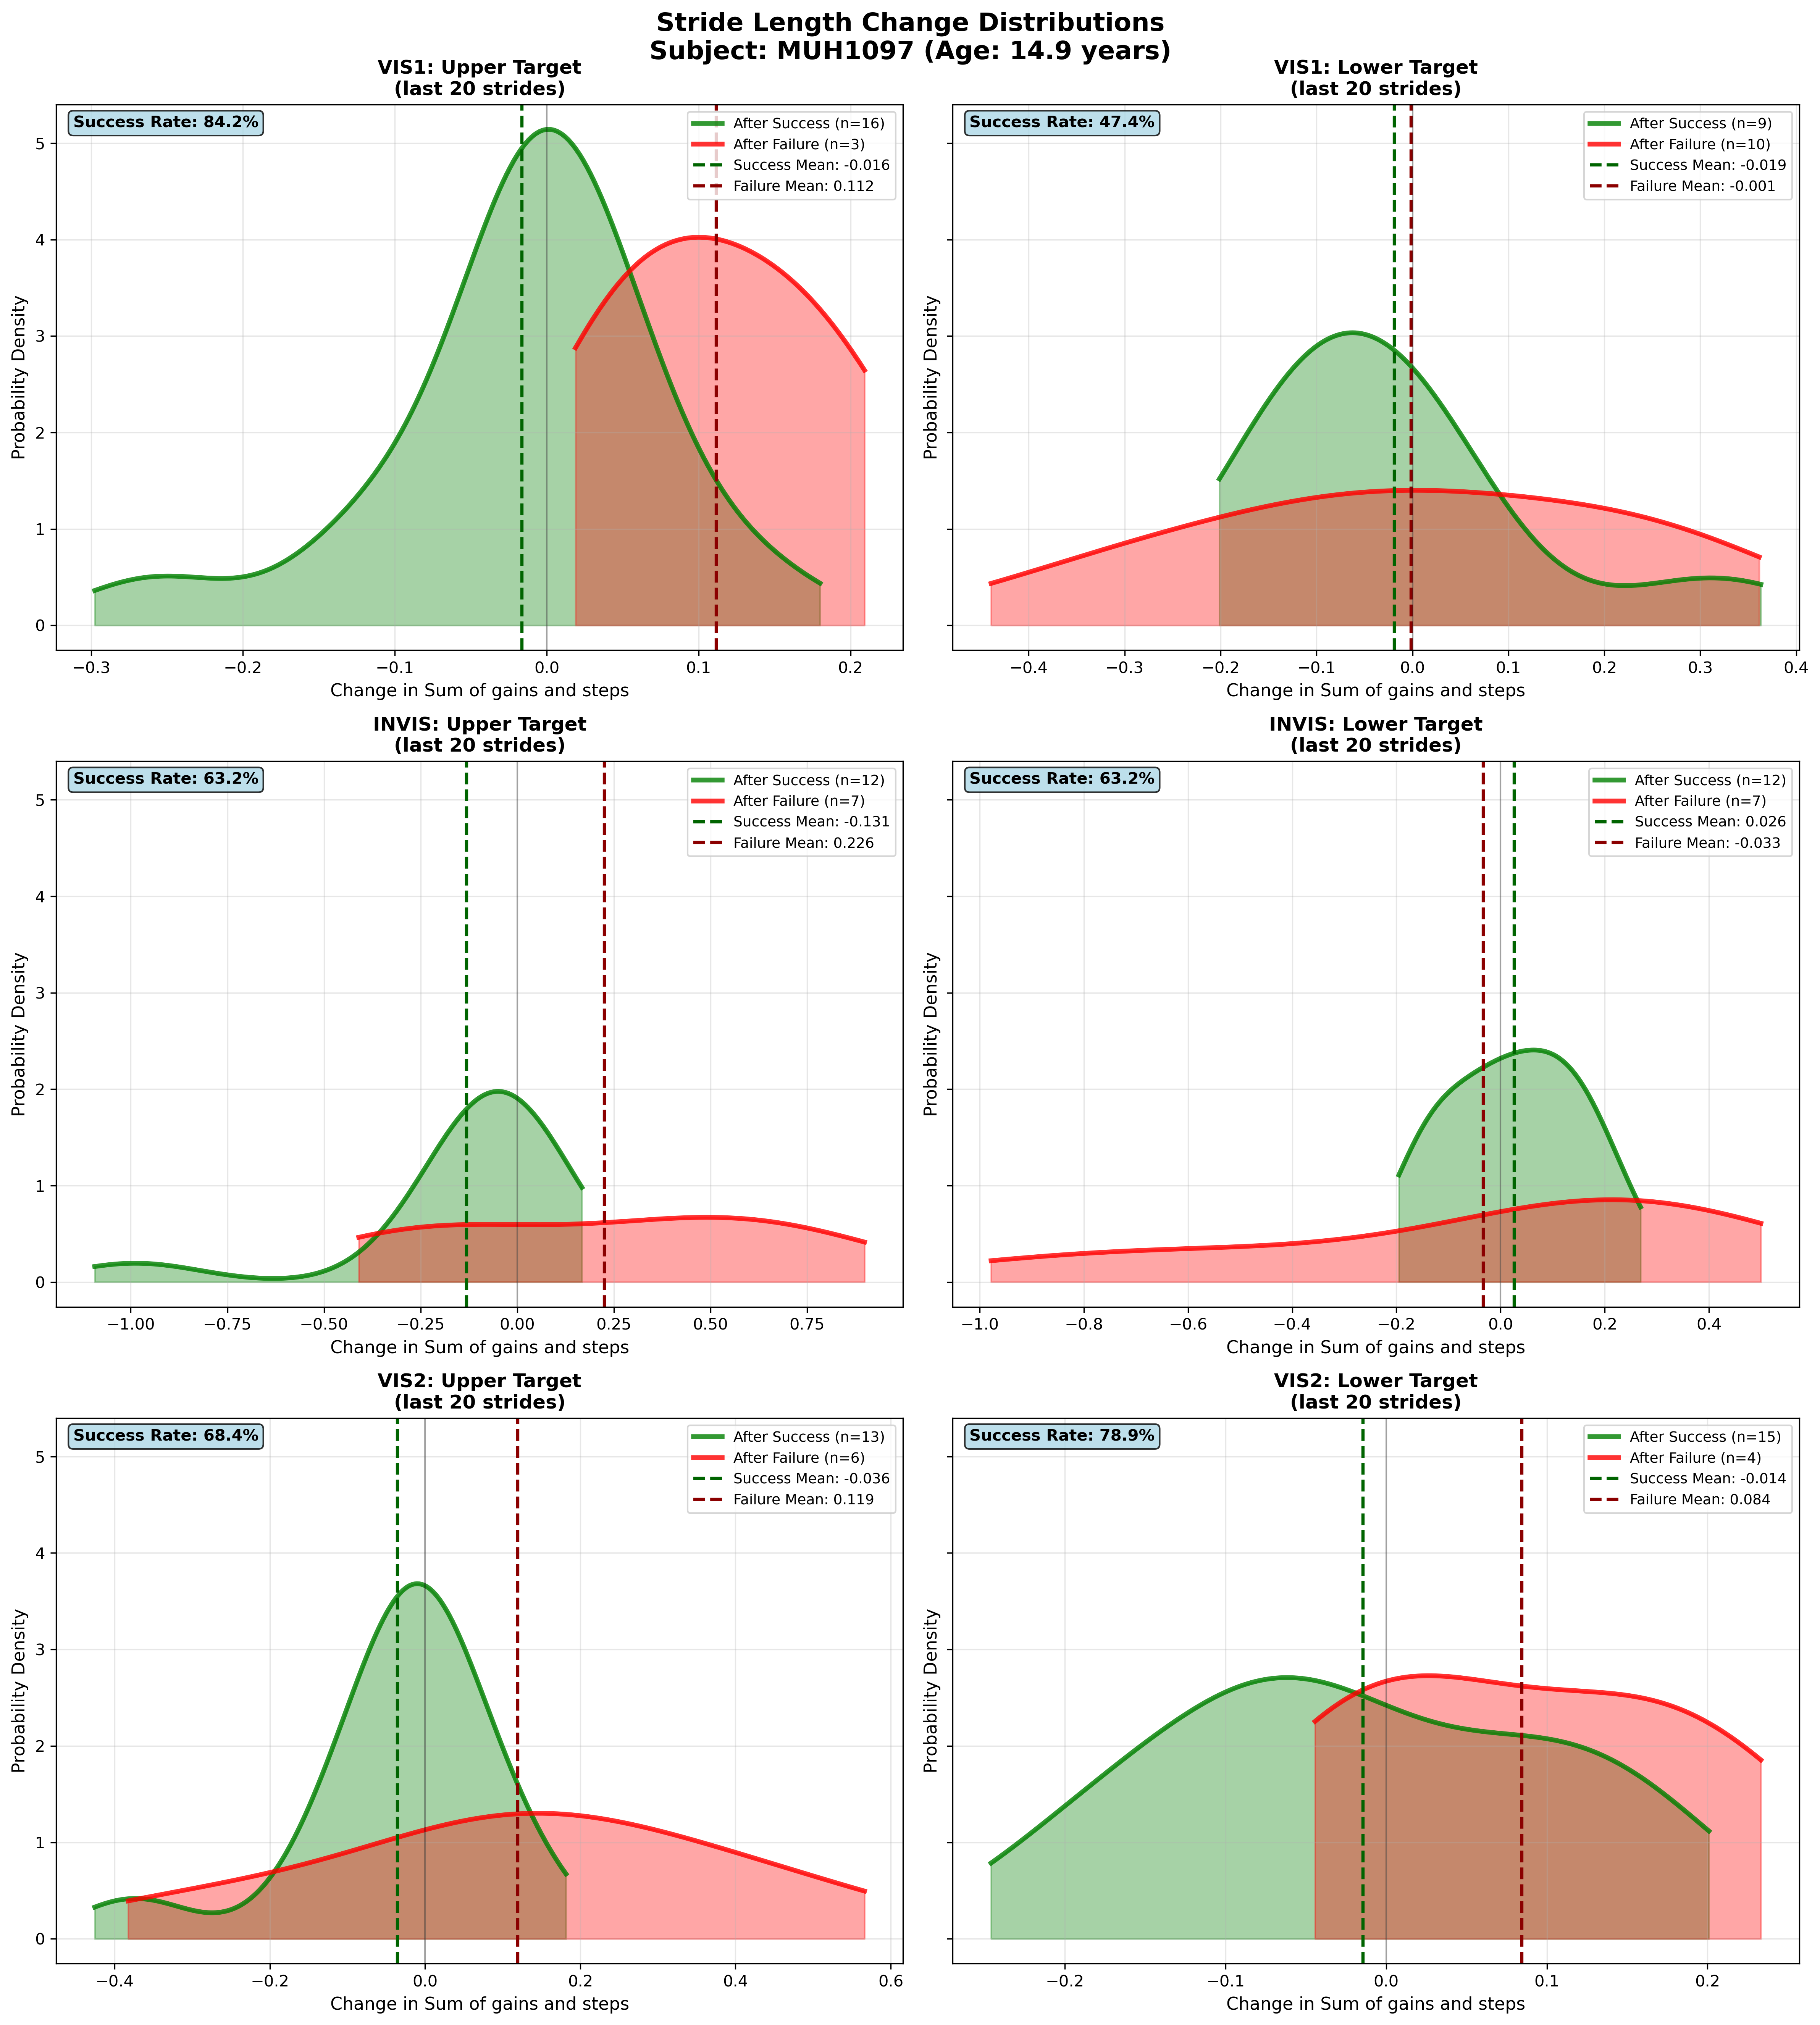 Stride Length Change Distributions
Subject: MUH1097 (Age: 14.9 years)
VIS1: Upper Target
(last 20 strides)
Success Rate: 84.2%
After Success (n=16)
After Failure (n=3)
Success Mean: -0.016
Failure Mean: 0.112
Probability Density
5
4
3
2
1
0
−0.3
−0.2
−0.1
0.0
0.1
0.2
Change in Sum of gains and steps
VIS1: Lower Target
(last 20 strides)
Success Rate: 47.4%
After Success (n=9)
After Failure (n=10)
Success Mean: -0.019
Failure Mean: -0.001
Probability Density
−0.4
−0.3
−0.2
−0.1
0.0
0.1
0.2
0.3
0.4
Change in Sum of gains and steps
INVIS: Upper Target
(last 20 strides)
Success Rate: 63.2%
After Success (n=12)
After Failure (n=7)
Success Mean: -0.131
Failure Mean: 0.226
Probability Density
5
4
3
2
1
0
−1.00
−0.75
−0.50
−0.25
0.00
0.25
0.50
0.75
Change in Sum of gains and steps
INVIS: Lower Target
(last 20 strides)
Success Rate: 63.2%
After Success (n=12)
After Failure (n=7)
Success Mean: 0.026
Failure Mean: -0.033
Probability Density
−1.0
−0.8
−0.6
−0.4
−0.2
0.0
0.2
0.4
Change in Sum of gains and steps
VIS2: Upper Target
(last 20 strides)
Success Rate: 68.4%
After Success (n=13)
After Failure (n=6)
Success Mean: -0.036
Failure Mean: 0.119
Probability Density
5
4
3
2
1
0
−0.4
−0.2
0.0
0.2
0.4
0.6
Change in Sum of gains and steps
VIS2: Lower Target
(last 20 strides)
Success Rate: 78.9%
After Success (n=15)
After Failure (n=4)
Success Mean: -0.014
Failure Mean: 0.084
Probability Density
−0.2
−0.1
0.0
0.1
0.2
Change in Sum of gains and steps